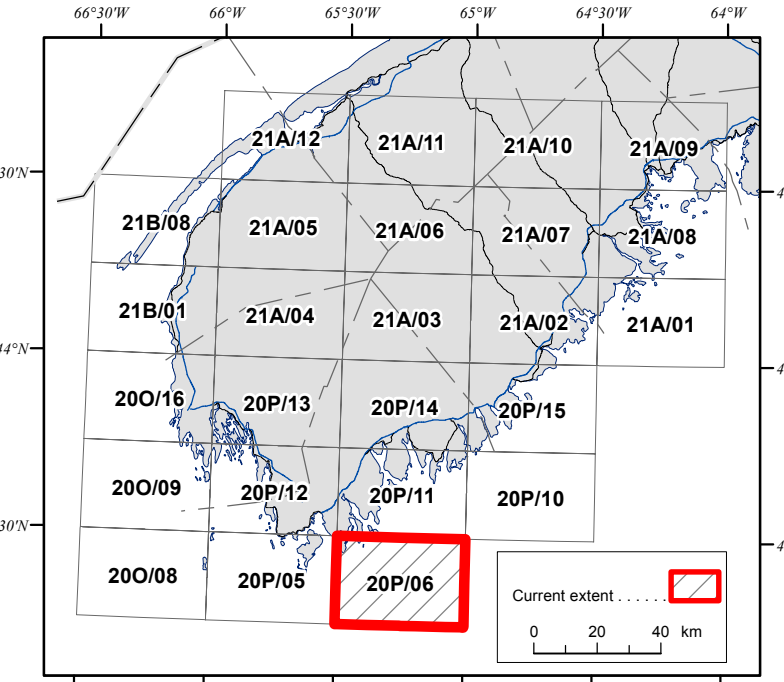 66°30'W 66°W 65°30'W 65°W 64°30'W 64°W
21A/12 21A/11 21A/10 21A/09
30'N
21B/08 21A/05 21A/06 21A/07 21A/08
21B/01 21A/04 21A/03 21A/02 21A/01
4°N
20O/16 20P/13 20P/14 20P/15
20O/09 20P/12 20P/11 20P/10
30'N
20O/08 20P/05 20P/06
Current extent . . . . . .
0 20 40 km